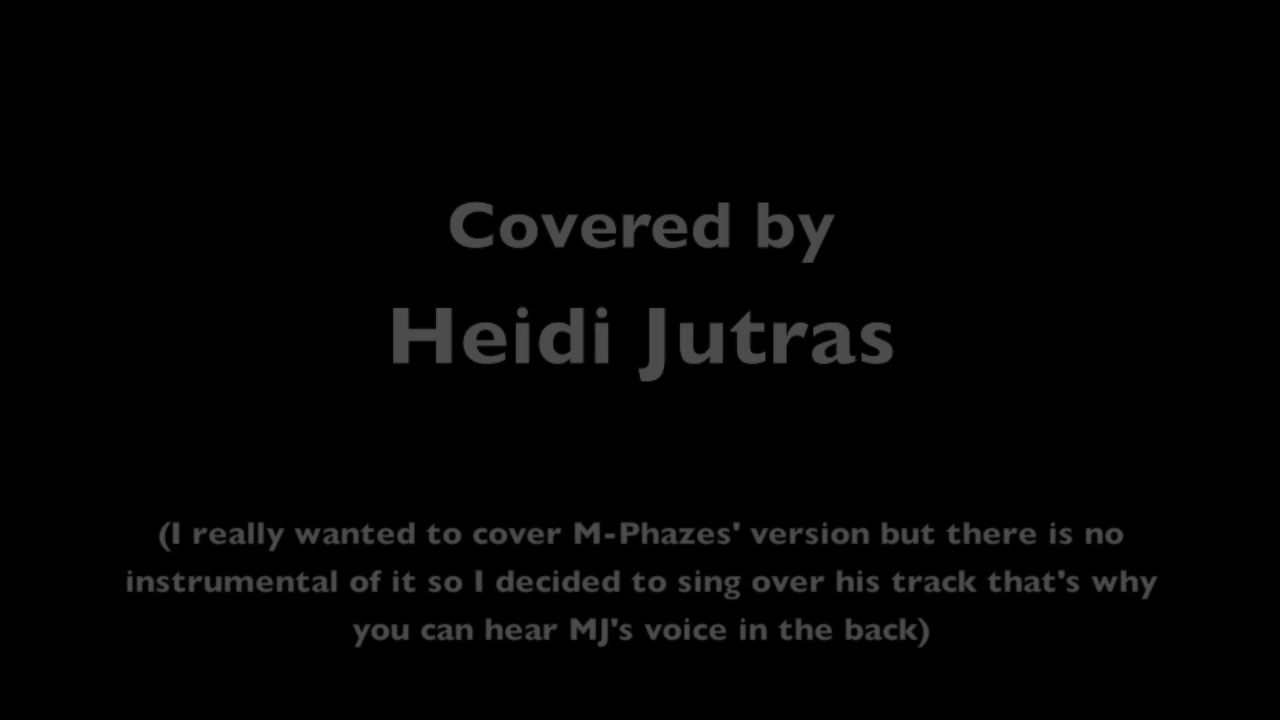 Covered by
Heidi Jutras
(I really wanted to cover M-Phazes' version but there is no
instrumental of it so I decided to sing over his track that's why
you can hear MJ's voice in the back)